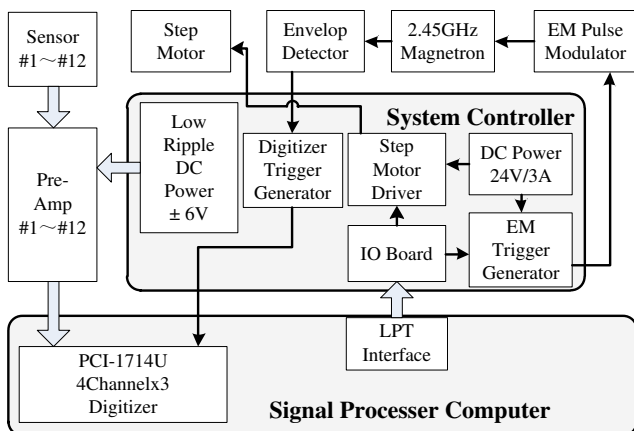 Sensor
#1～#12
Step
Motor
Envelop
Detector
2.45GHz
Magnetron
EM Pulse
Modulator
System Controller
Pre-
Amp
#1～#12
Low
Ripple
DC
Power
± 6V
Digitizer
Trigger
Generator
Step
Motor
Driver
DC Power
24V/3A
IO Board
EM
Trigger
Generator
LPT
Interface
PCI-1714U
4Channelx3
Digitizer
Signal Processer Computer